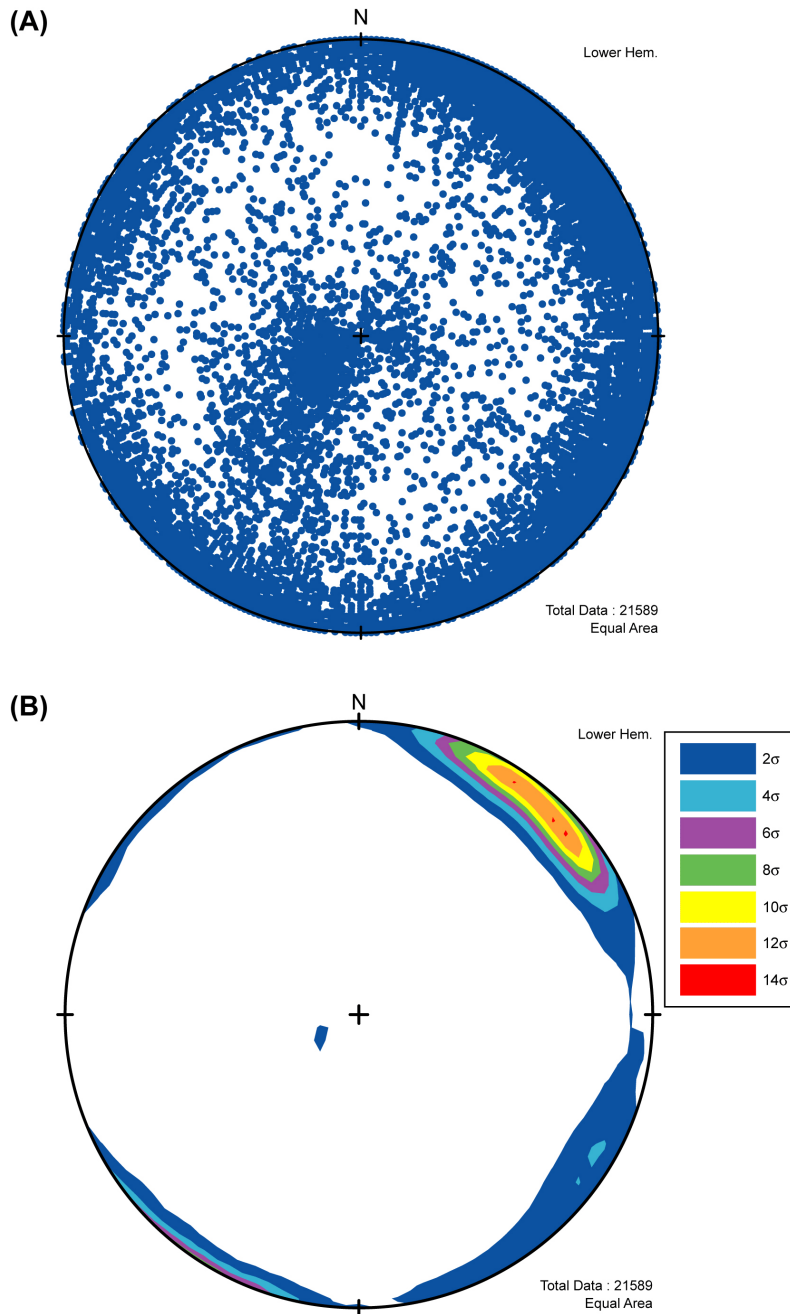 (A)
N
Lower Hem.
Total Data : 21589
Equal Area
(B)
N
Lower Hem.
2σ
4σ
6σ
8σ
10σ
12σ
14σ
Total Data : 21589
Equal Area